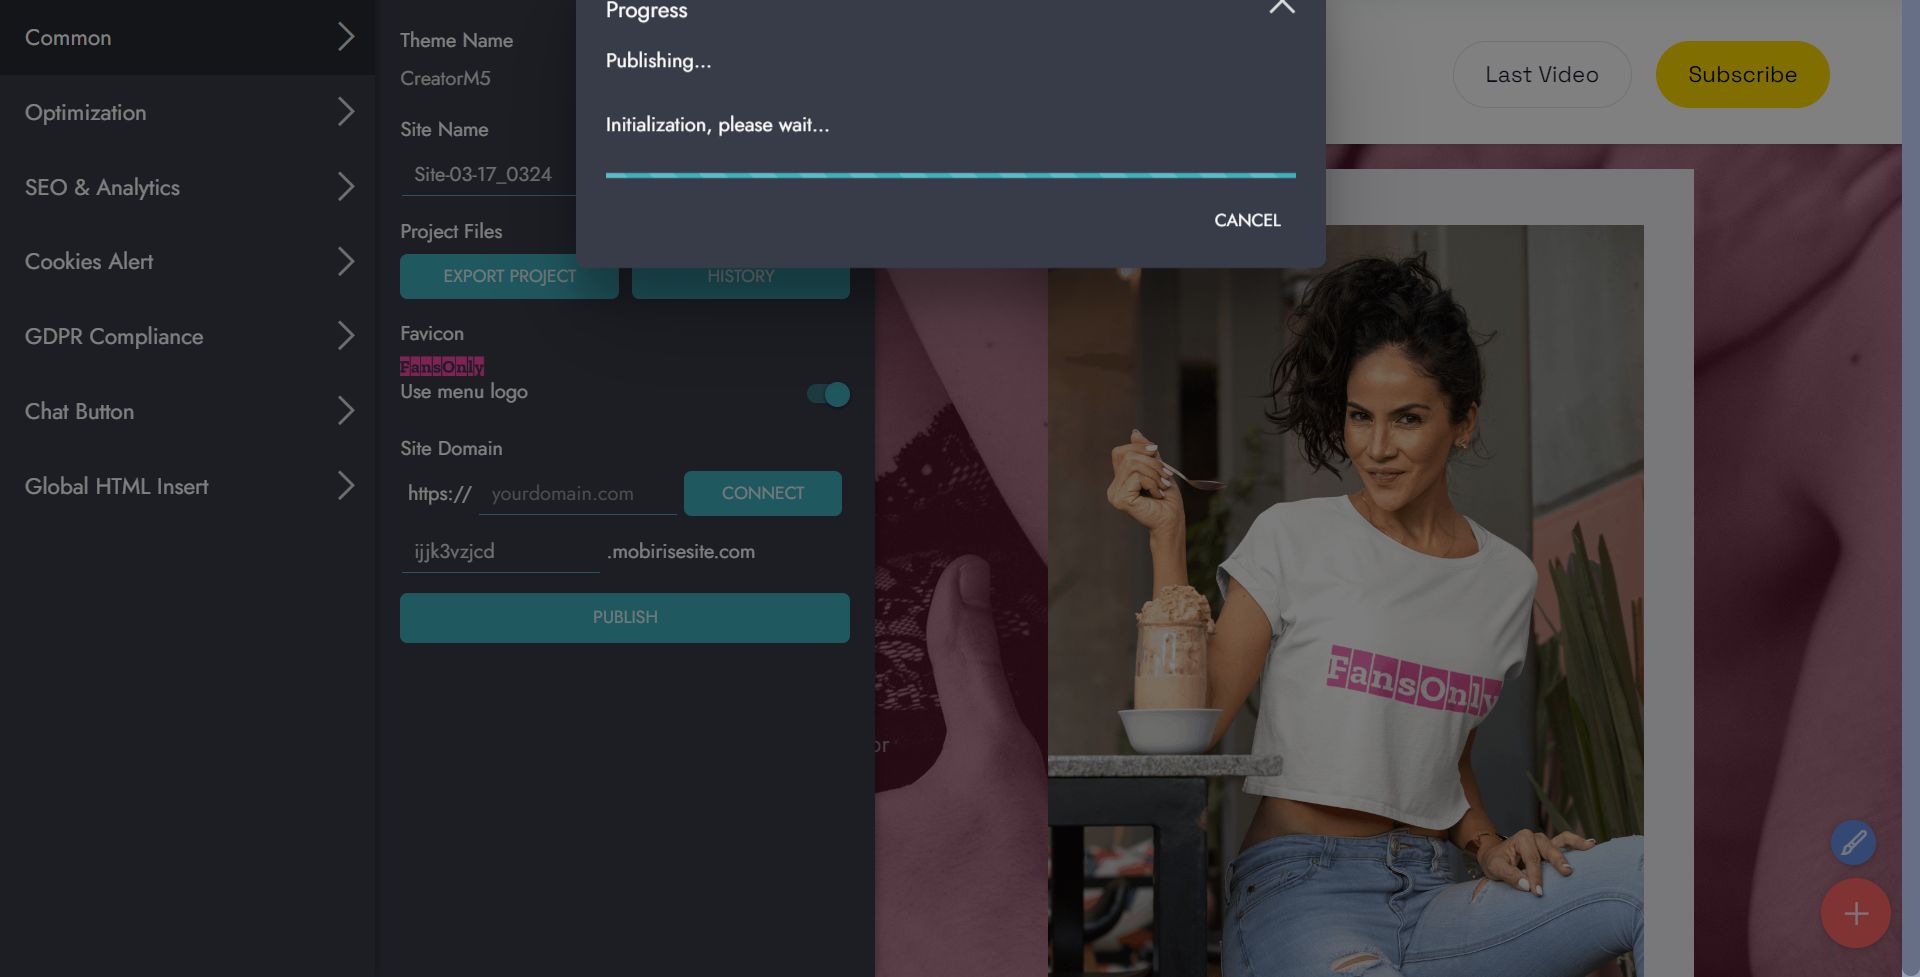 Common
Optimization
SEO & Analytics
Cookies Alert
GDPR Compliance
Chat Button
Global HTML Insert
Theme Name
CreatorM5
Site Name
Site-03-17_0324
Project Files
EXPORT PROJECT
HISTORY
Favicon
FansOnly
Use menu logo
Site Domain
https://
yourdomain.com
CONNECT
ijjk3vzjcd
.mobirisesite.com
PUBLISH
Progress
Publishing...
Initialization, please wait...
CANCEL
Last Video
Subscribe
or
FansOnly